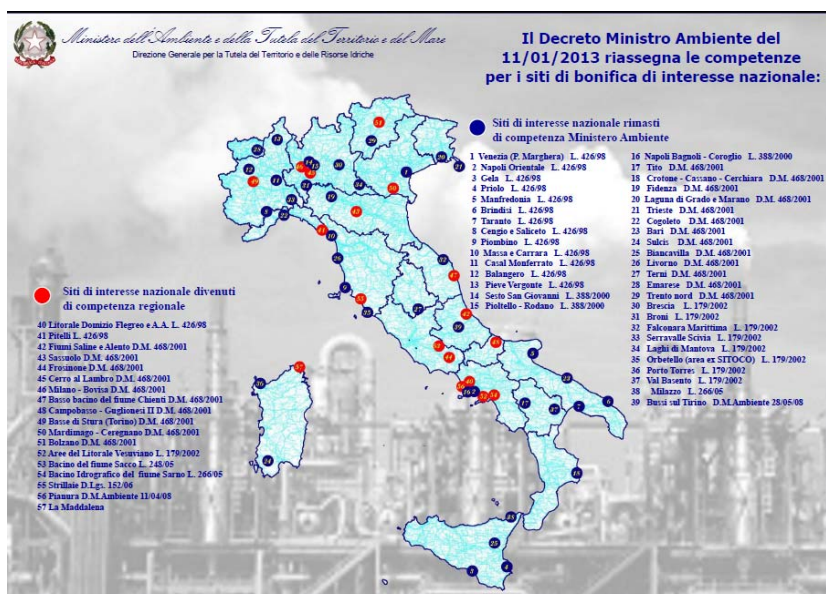 Ministero dell'Ambiente e della Tutela del Territorio e del Mare
Direzione Generale per la Tutela del Territorio e delle Risorse Idriche
Il Decreto Ministro Ambiente del
11/01/2013 riassegna le competenze
per i siti di bonifica di interesse nazionale:
Siti di interesse nazionale rimasti
di competenza Ministero Ambiente
1 Venezia (P. Marghera) L. 426/98
2 Napoli Orientale L. 426/98
3 Gela L. 426/98
4 Priolo L. 426/98
5 Manfredonia L. 426/98
6 Brindisi L. 426/98
7 Taranto L. 426/98
8 Cengio e Saliceto L. 426/98
9 Piombino L. 426/98
10 Massa e Carrara L. 426/98
11 Casal Monferrato L. 426/98
12 Balangero L. 426/98
13 Pieve Vergonte L. 426/98
14 Sesto San Giovanni L. 388/2000
15 Pioltello - Rodano L. 388/2000
16 Napoli Bagnoli - Coroglio L. 388/2000
17 Tito D.M. 468/2001
18 Crotone - Cassano - Cerchiara D.M. 468/2001
19 Fidenza D.M. 468/2001
20 Laguna di Grado e Marano D.M. 468/2001
21 Trieste D.M. 468/2001
22 Cogoleto D.M. 468/2001
23 Bari D.M. 468/2001
24 Sulcis D.M. 468/2001
25 Biancavilla D.M. 468/2001
26 Livorno D.M. 468/2001
27 Terni D.M. 468/2001
28 Emarese D.M. 468/2001
29 Trento nord D.M. 468/2001
30 Brescia L. 179/2002
31 Broni L. 179/2002
32 Falconara Marittima L. 179/2002
33 Serravalle Scivia L. 179/2002
34 Laghi di Mantova L. 179/2002
35 Orbetello (area ex SITOCO) L. 179/2002
36 Porto Torres L. 179/2002
37 Val Basento L. 179/2002
38 Milazzo L. 266/05
39 Bussi sul Tirino D.M.Ambiente 28/05/08
Siti di interesse nazionale divenuti
di competenza regionale
40 Litorale Domizio Flegreo e A.A. L. 426/98
41 Pitelli L. 426/98
42 Fiumi Saline e Alento D.M. 468/2001
43 Sassuolo D.M. 468/2001
44 Frosinone D.M. 468/2001
45 Cerro al Lambro D.M. 468/2001
46 Milano - Bovisa D.M. 468/2001
47 Basso bacino del fiume Chienti D.M. 468/2001
48 Campobasso - Guglionesi II D.M. 468/2001
49 Basse di Stura (Torino) D.M. 468/2001
50 Mardimago - Ceregnano D.M. 468/2001
51 Bolzano D.M. 468/2001
52 Aree del Litorale Vesuviano L. 179/2002
53 Bacino del fiume Sacco L. 248/05
54 Bacino Idrografico del fiume Sarno L. 266/05
55 Strillaie D.Lgs. 152/06
56 Pianura D.M.Ambiente 11/04/08
57 La Maddalena